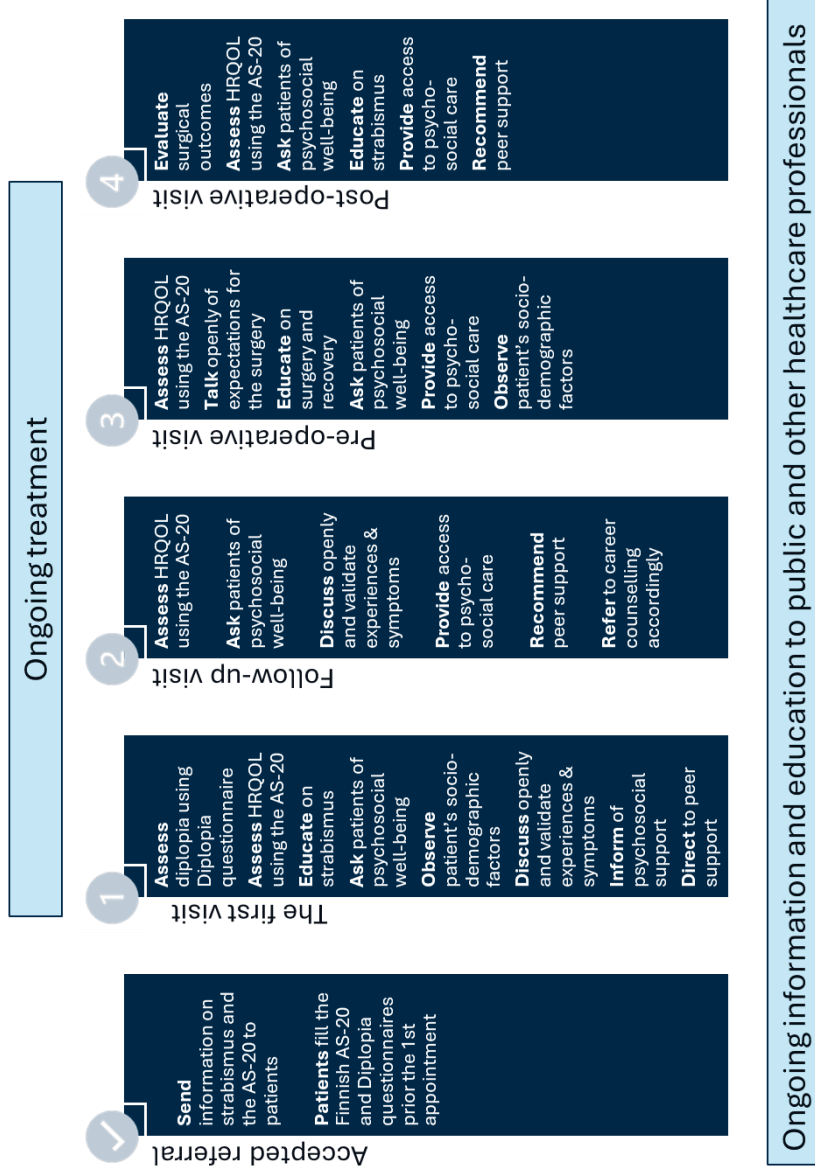 Ongoing treatment
Accepted referral
Send
information on
strabismus and
the AS-20 to
patients
Patients fill the
Finnish AS-20
and Diplopia
questionnaires
prior the 1st
appointment
1
The first visit
Assess
diplopia using
Diplopia
questionnaire
Assess HRQOL
using the AS-20
Educate on
strabismus
Ask patients of
psychosocial
well-being
Observe
patient's socio-
demographic
factors
Discuss openly
and validate
experiences &
symptoms
Inform of
psychosocial
support
Direct to peer
support
2
Follow-up visit
Assess HRQOL
using the AS-20
Ask patients of
psychosocial
well-being
Discuss openly
and validate
experiences &
symptoms
Provide access
to psycho-
social care
Recommend
peer support
Refer to career
counselling
accordingly
3
Pre-operative visit
Assess HRQOL
using the AS-20
Talk openly of
expectations for
the surgery
Educate on
surgery and
recovery
Ask patients of
psychosocial
well-being
Provide access
to psycho-
social care
Observe
patient's socio-
demographic
factors
4
Post-operative visit
Evaluate
surgical
outcomes
Assess HRQOL
using the AS-20
Ask patients of
psychosocial
well-being
Educate on
strabismus
Provide access
to psycho-
social care
Recommend
peer support
Ongoing information and education to public and other healthcare professionals